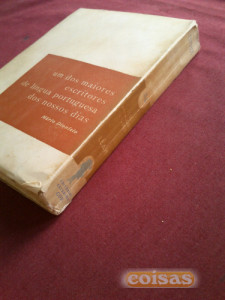 um dos maiores
escritores
de língua portuguesa
dos nossos dias
coisas